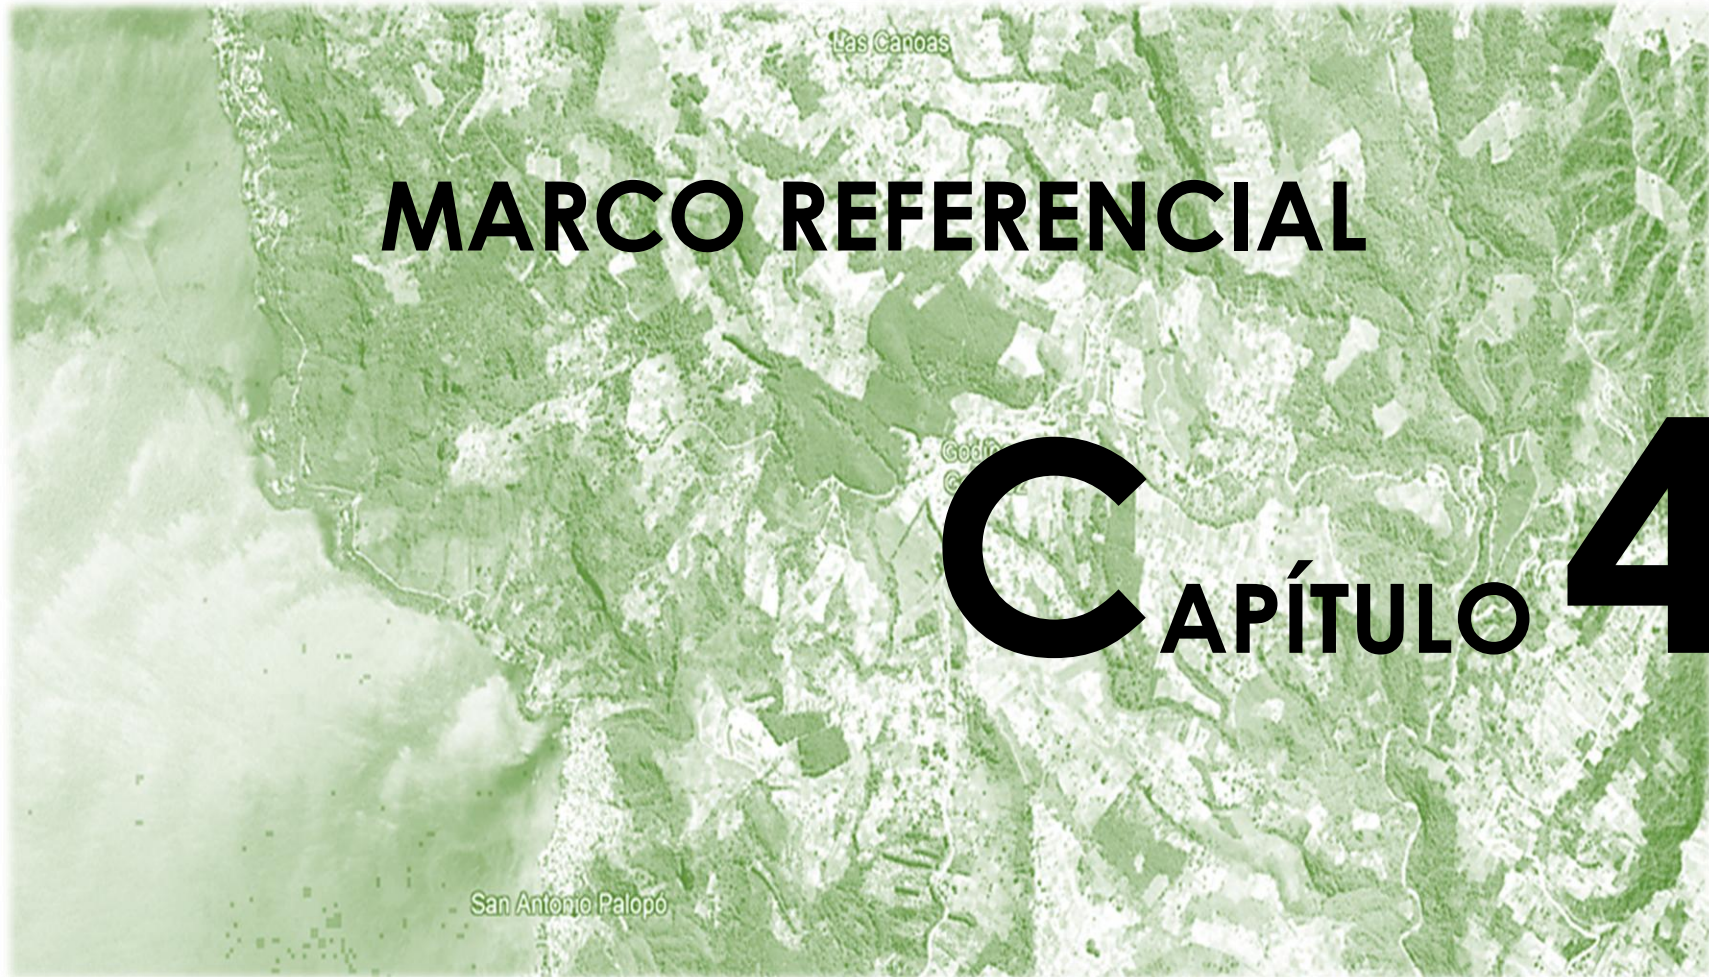 Las Canoas
MARCO REFERENCIAL
CAPÍTULO 4
San Antonio Palopó